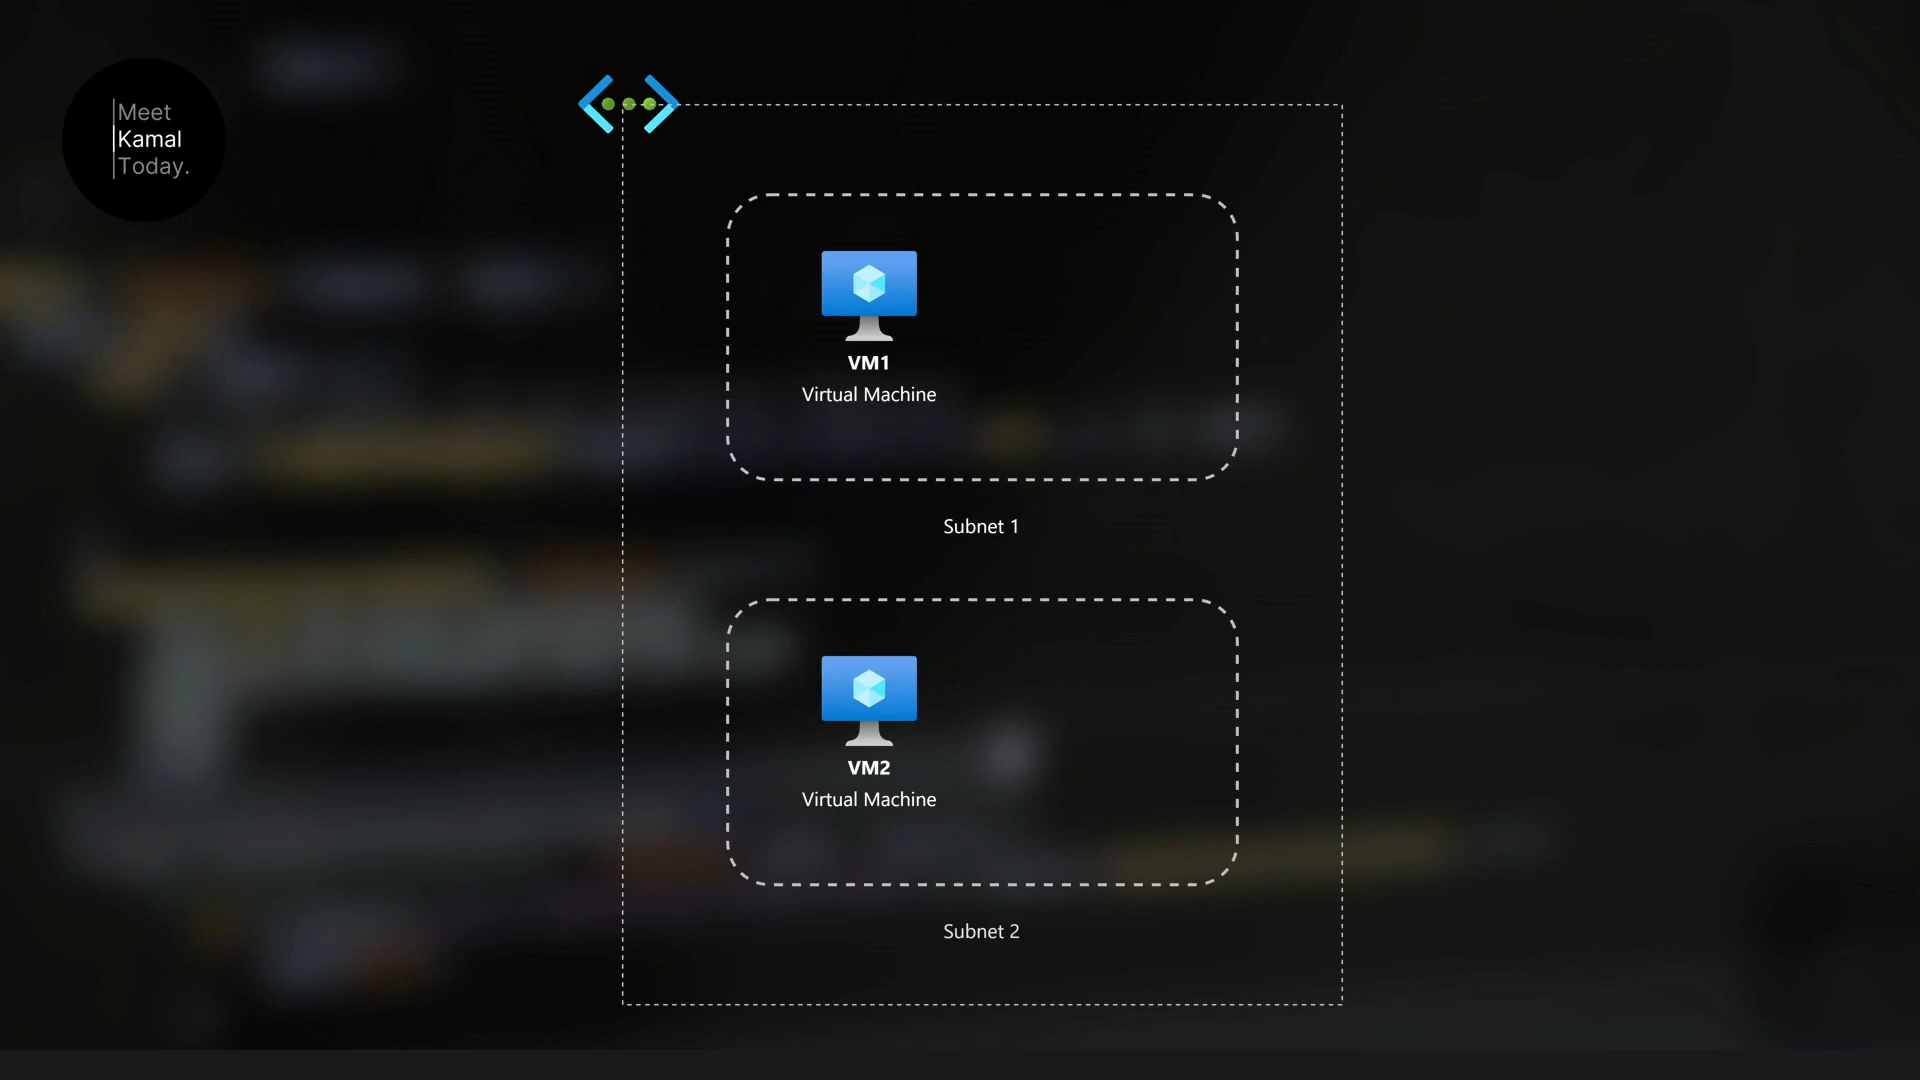 Meet
Kamal
Today.
VM1
Virtual Machine
Subnet 1
VM2
Virtual Machine
Subnet 2